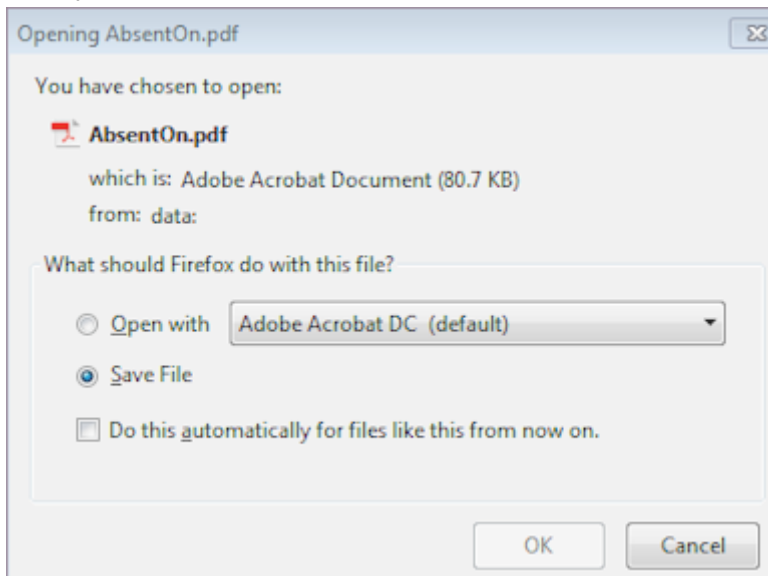 Opening AbsentOn.pdf
You have chosen to open:
AbsentOn.pdf
which is: Adobe Acrobat Document (80.7 KB)
from: data:
What should Firefox do with this file?
Open with Adobe Acrobat DC (default)
Save File
Do this automatically for files like this from now on.
OK Cancel